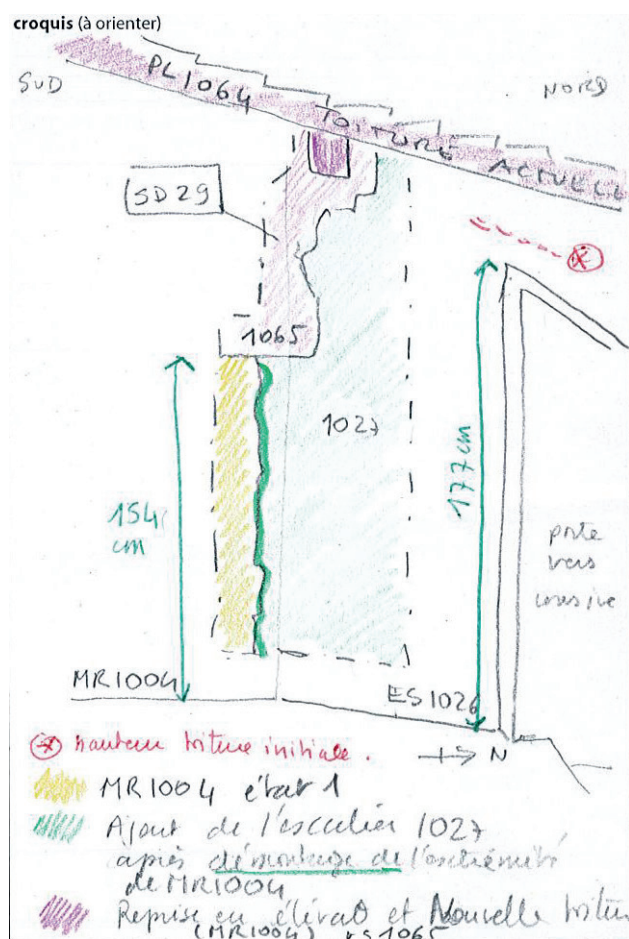 croquis (à orienter)
SUD
NORD
PL1064
TOITURE ACTUELLE
SD29
1065
1027
154
cm
177 cm
porte
vers
coursive
MR1004
ES1026
N
hauteur toiture initiale.
MR1004 état 1
Ajout de l'escalier 1027
après démontage de l'extrémité
de MR1004
Reprise en élévat° et Nouvelle toiture
(MR1004) ES1065